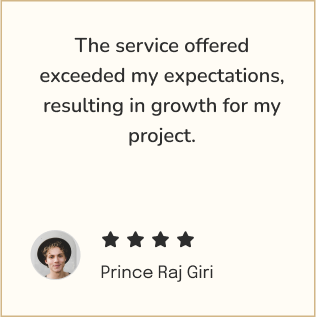 The service offered
exceeded my expectations,
resulting in growth for my
project.
Prince Raj Giri